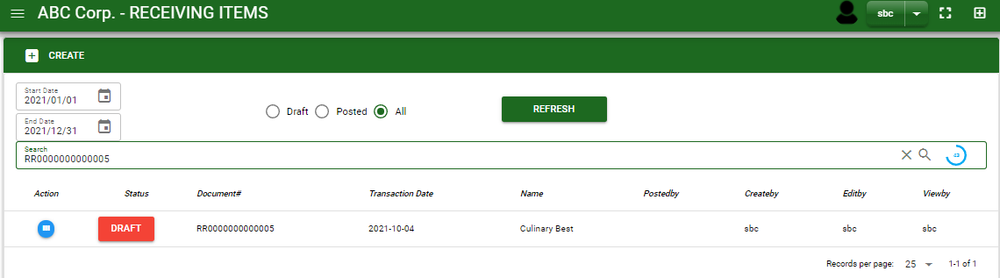 ABC Corp. - RECEIVING ITEMS
sbc
CREATE
Start Date
2021/01/01
End Date
2021/12/31
Draft Posted All
REFRESH
Search
RR0000000000005
Action Status Document# Transaction Date Name Postedby Createby Editby Viewby
DRAFT RR0000000000005 2021-10-04 Culinary Best sbc sbc sbc
Records per page: 25 1-1 of 1